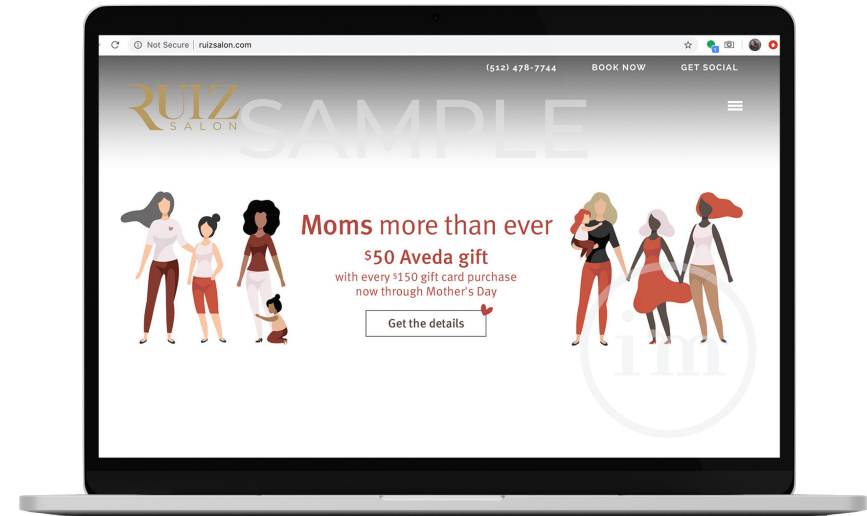 Not Secure | ruizsalon.com
1
(512) 478-7744 BOOK NOW GET SOCIAL
RUIZ
SALON
SAMPLE
Moms more than ever
$50 Aveda gift
with every $150 gift card purchase
now through Mother's Day
Get the details
im